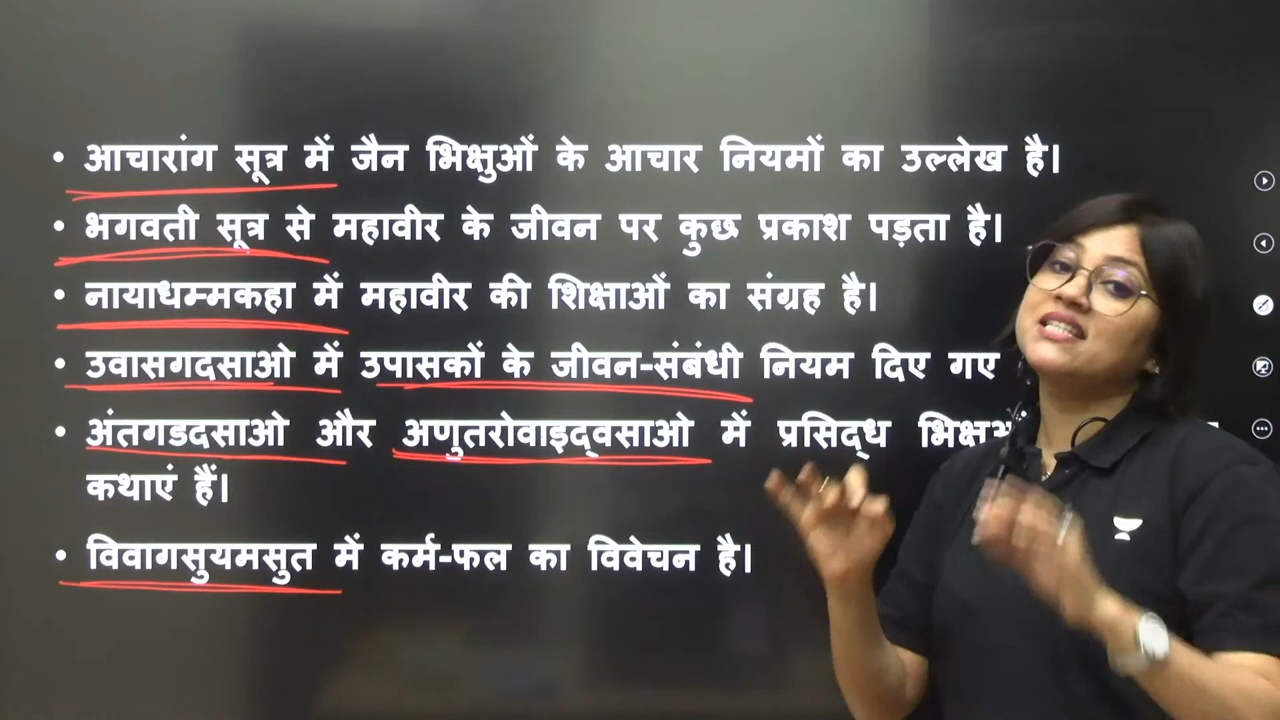 • आचारांग सूत्र में जैन भिक्षुओं के आचार नियमों का उल्लेख है।
• भगवती सूत्र से महावीर के जीवन पर कुछ प्रकाश पड़ता है।
• नायाधम्मकहा में महावीर की शिक्षाओं का संग्रह है।
• उवासगदसाओ में उपासकों के जीवन-संबंधी नियम दिए गए
• अंतगडदसाओ और अणुतरोवाइद्वसाओ में प्रसिद्ध
कथाएं हैं।
• विवागसुयमसुत में कर्म-फल का विवेचन है।